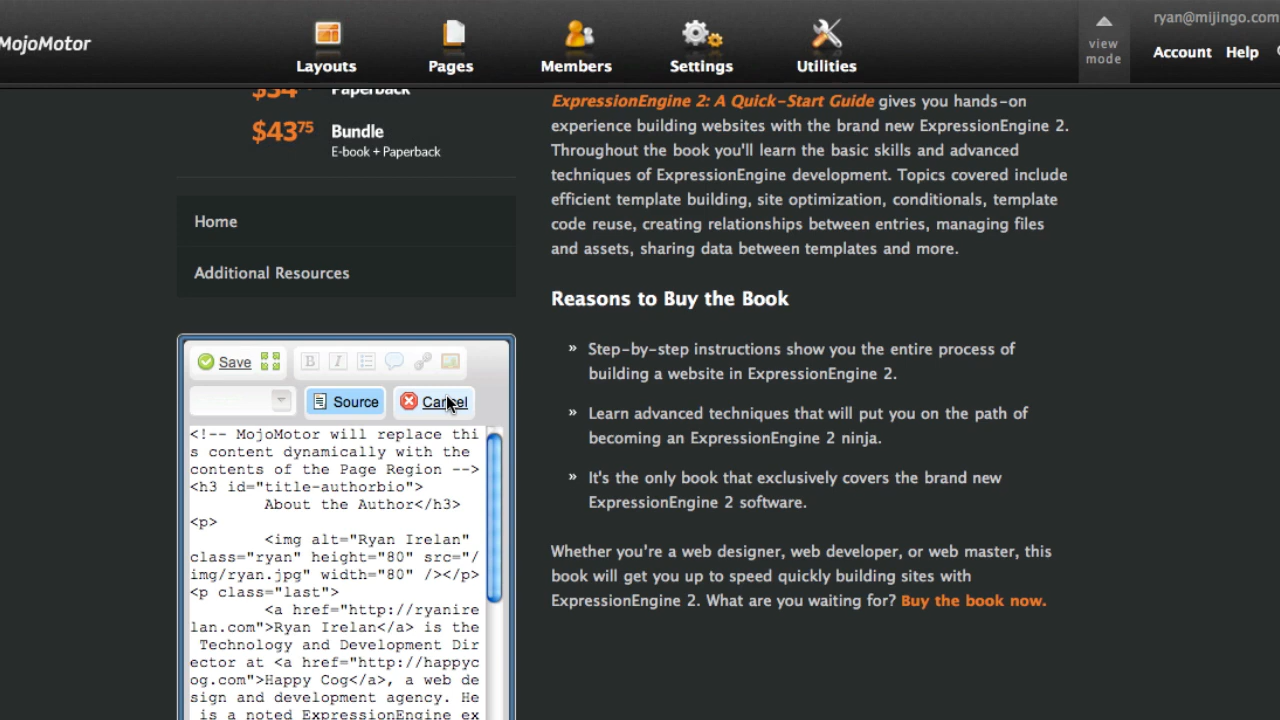 MojoMotor
Layouts
Pages
Members
Settings
Utilities
view
mode
ryan@mijingo.com
Account Help
$34 Paperback
$43 75 Bundle
E-book + Paperback
Home
Additional Resources
Save
B I
Source
Cancel
<!-- MojoMotor will replace thi
s content dynamically with the
contents of the Page Region -->
<h3 id="title-authorbio">
About the Author</h3>
<p>
<img alt="Ryan Irelan"
class="ryan" height="80" src="/
img/ryan.jpg" width="80" /></p>
<p class="last">
<a href="http://ryanire
lan.com">Ryan Irelan</a> is the
Technology and Development Dir
ector at <a href="http://happyc
og.com">Happy Cog</a>, a web de
sign and development agency. He
is a noted ExpressionEngine ex
ExpressionEngine 2: A Quick-Start Guide gives you hands-on
experience building websites with the brand new ExpressionEngine 2.
Throughout the book you'll learn the basic skills and advanced
techniques of ExpressionEngine development. Topics covered include
efficient template building, site optimization, conditionals, template
code reuse, creating relationships between entries, managing files
and assets, sharing data between templates and more.
Reasons to Buy the Book
» Step-by-step instructions show you the entire process of
building a website in ExpressionEngine 2.
» Learn advanced techniques that will put you on the path of
becoming an ExpressionEngine 2 ninja.
» It's the only book that exclusively covers the brand new
ExpressionEngine 2 software.
Whether you're a web designer, web developer, or web master, this
book will get you up to speed quickly building sites with
ExpressionEngine 2. What are you waiting for? Buy the book now.